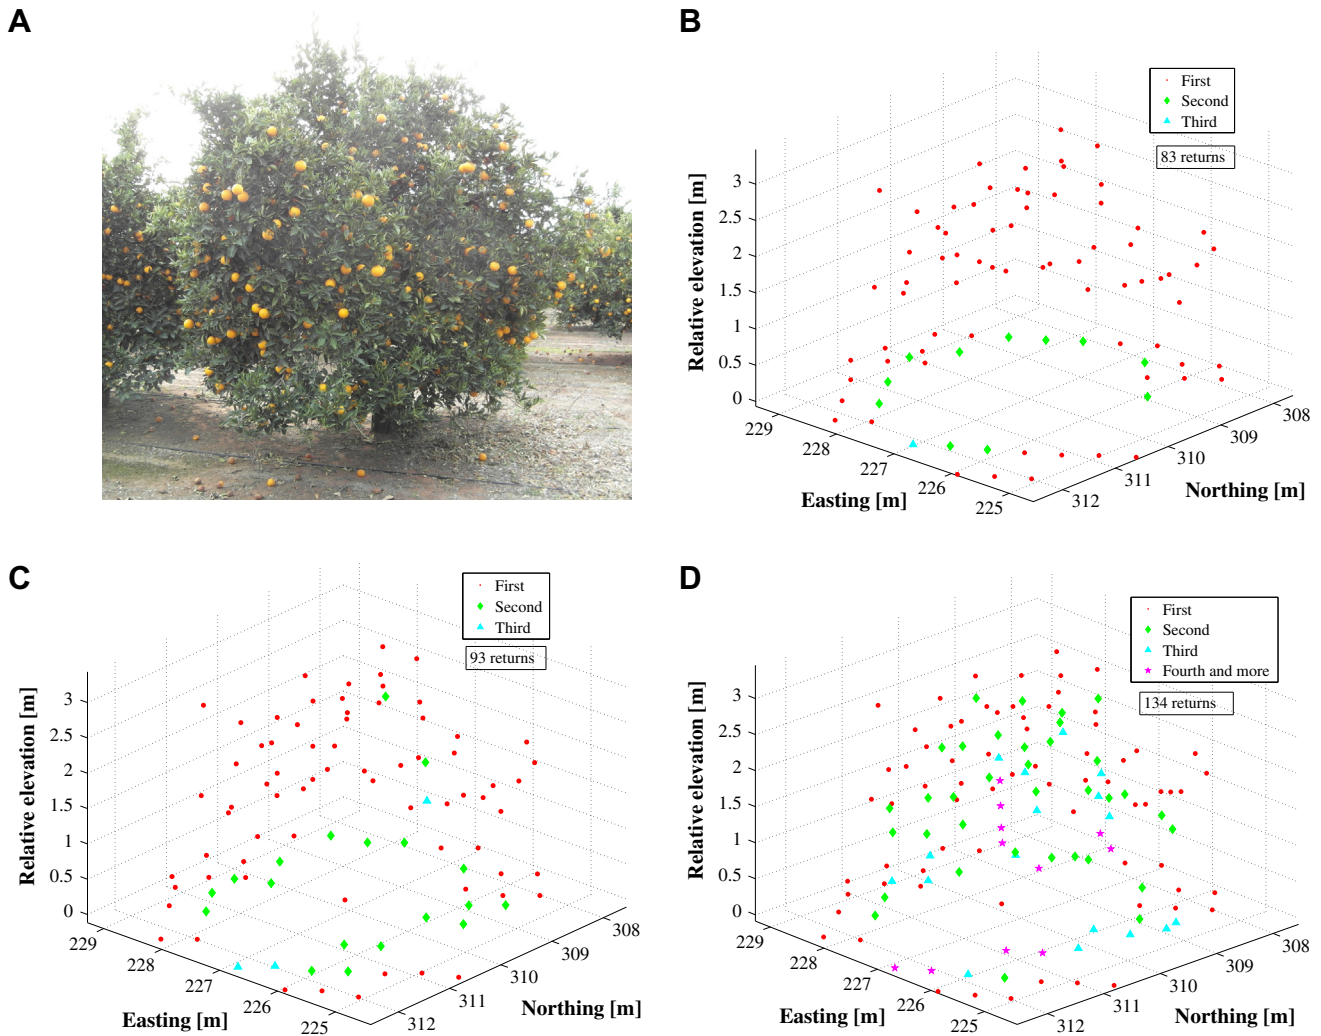 A
B
First
Second
Third
83 returns
Relative elevation [m]
3
2.5
2
1.5
1
0.5
0
229
228
227
226
225
Easting [m]
312
311
310
309
308
Northing [m]
C
First
Second
Third
93 returns
Relative elevation [m]
3
2.5
2
1.5
1
0.5
0
229
228
227
226
225
Easting [m]
312
311
310
309
308
Northing [m]
D
First
Second
Third
Fourth and more
134 returns
Relative elevation [m]
3
2.5
2
1.5
1
0.5
0
229
228
227
226
225
Easting [m]
312
311
310
309
308
Northing [m]